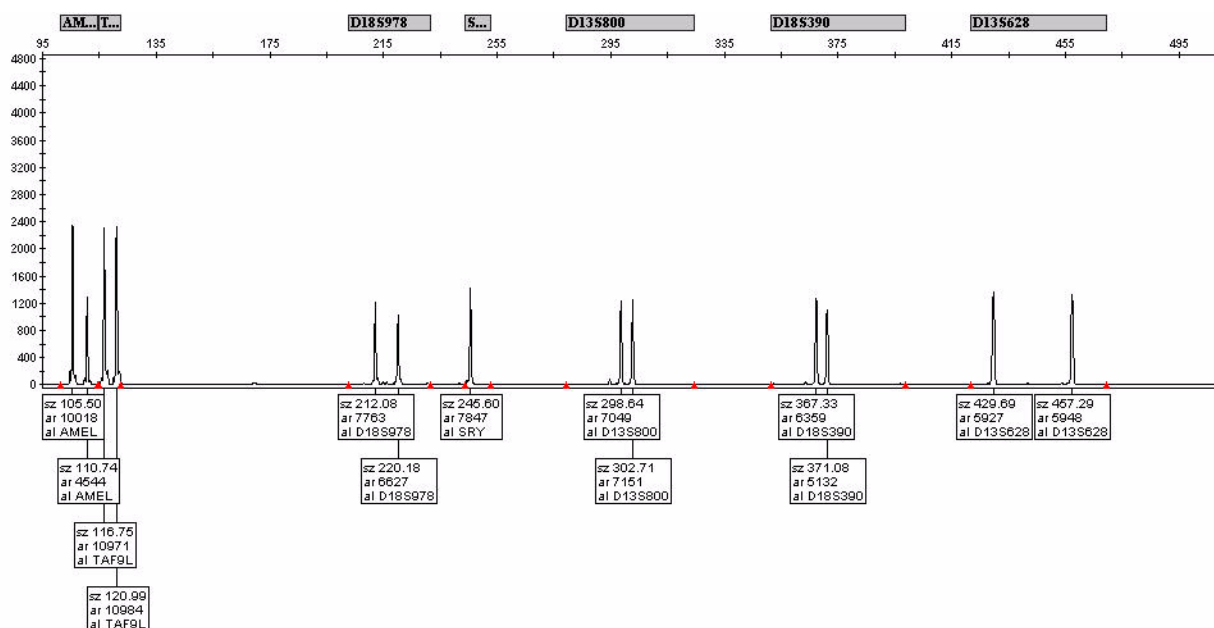 AM... T... D18S978 S... D13S800 D18S390 D13S628
95 135 175 215 255 295 335 375 415 455 495
4800
4400
4000
3600
3200
2800
2400
2000
1600
1200
800
400
0
sz 105.50
ar 10018
al AMEL
sz 212.08
ar 7763
al D18S978
sz 245.60
ar 7847
al SRY
sz 298.64
ar 7049
al D13S800
sz 367.33
ar 6359
al D18S390
sz 429.69
ar 5927
al D13S628
sz 457.29
ar 5948
al D13S628
sz 110.74
ar 4544
al AMEL
sz 220.18
ar 6627
al D18S978
sz 302.71
ar 7151
al D13S800
sz 371.08
ar 5132
al D18S390
sz 116.75
ar 10971
al TAF9L
sz 120.99
ar 10984
al TAF9L